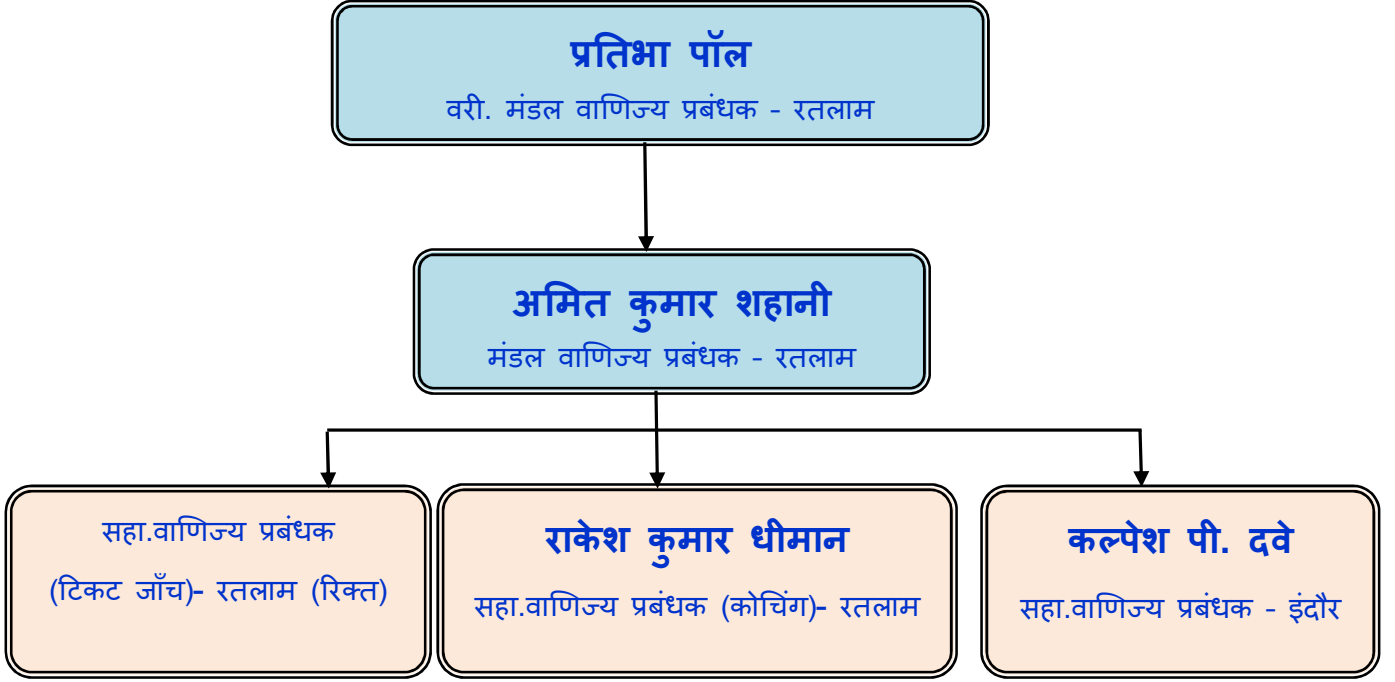 प्रतिभा पॉल
वरी. मंडल वाणिज्य प्रबंधक - रतलाम
अमित कुमार शहानी
मंडल वाणिज्य प्रबंधक - रतलाम
सहा.वाणिज्य प्रबंधक
(टिकट जाँच)- रतलाम (रिक्त)
राकेश कुमार धीमान
सहा.वाणिज्य प्रबंधक (कोचिंग)- रतलाम
कल्पेश पी. दवे
सहा.वाणिज्य प्रबंधक - इंदौर